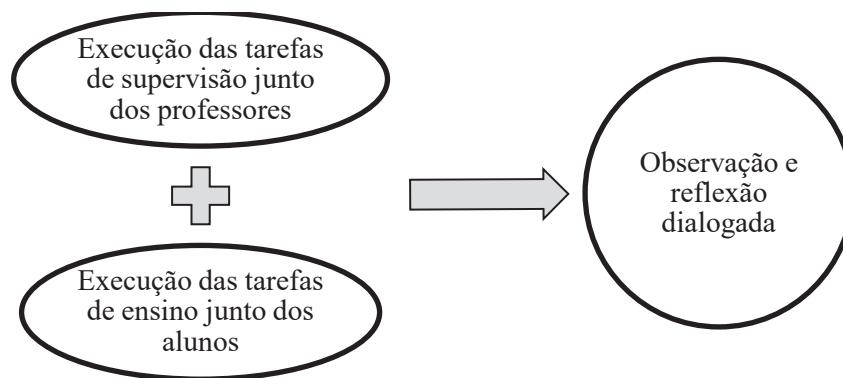 Execução das tarefas
de supervisão junto
dos professores
Execução das tarefas
de ensino junto dos
alunos
Observação e
reflexão
dialogada